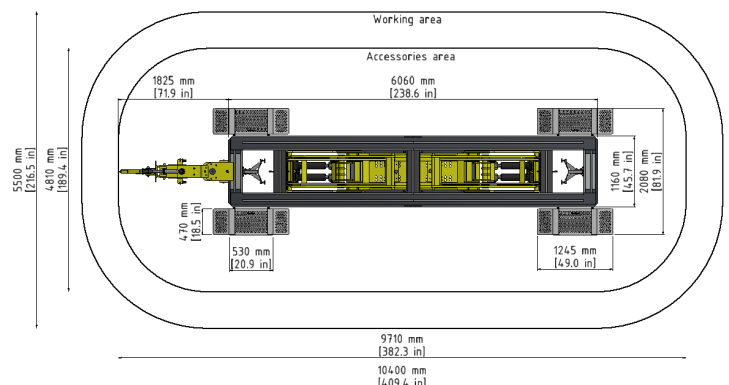 Working area
Accessories area
1825 mm
[71.9 in]
6060 mm
[238.6 in]
5500 mm
[216.5 in]
4810 mm
[189.4 in]
1160 mm
[45.7 in]
2080 mm
[81.9 in]
470 mm
[18.5 in]
530 mm
[20.9 in]
1245 mm
[49.0 in]
9710 mm
[382.3 in]
10400 mm
[409.4 in]